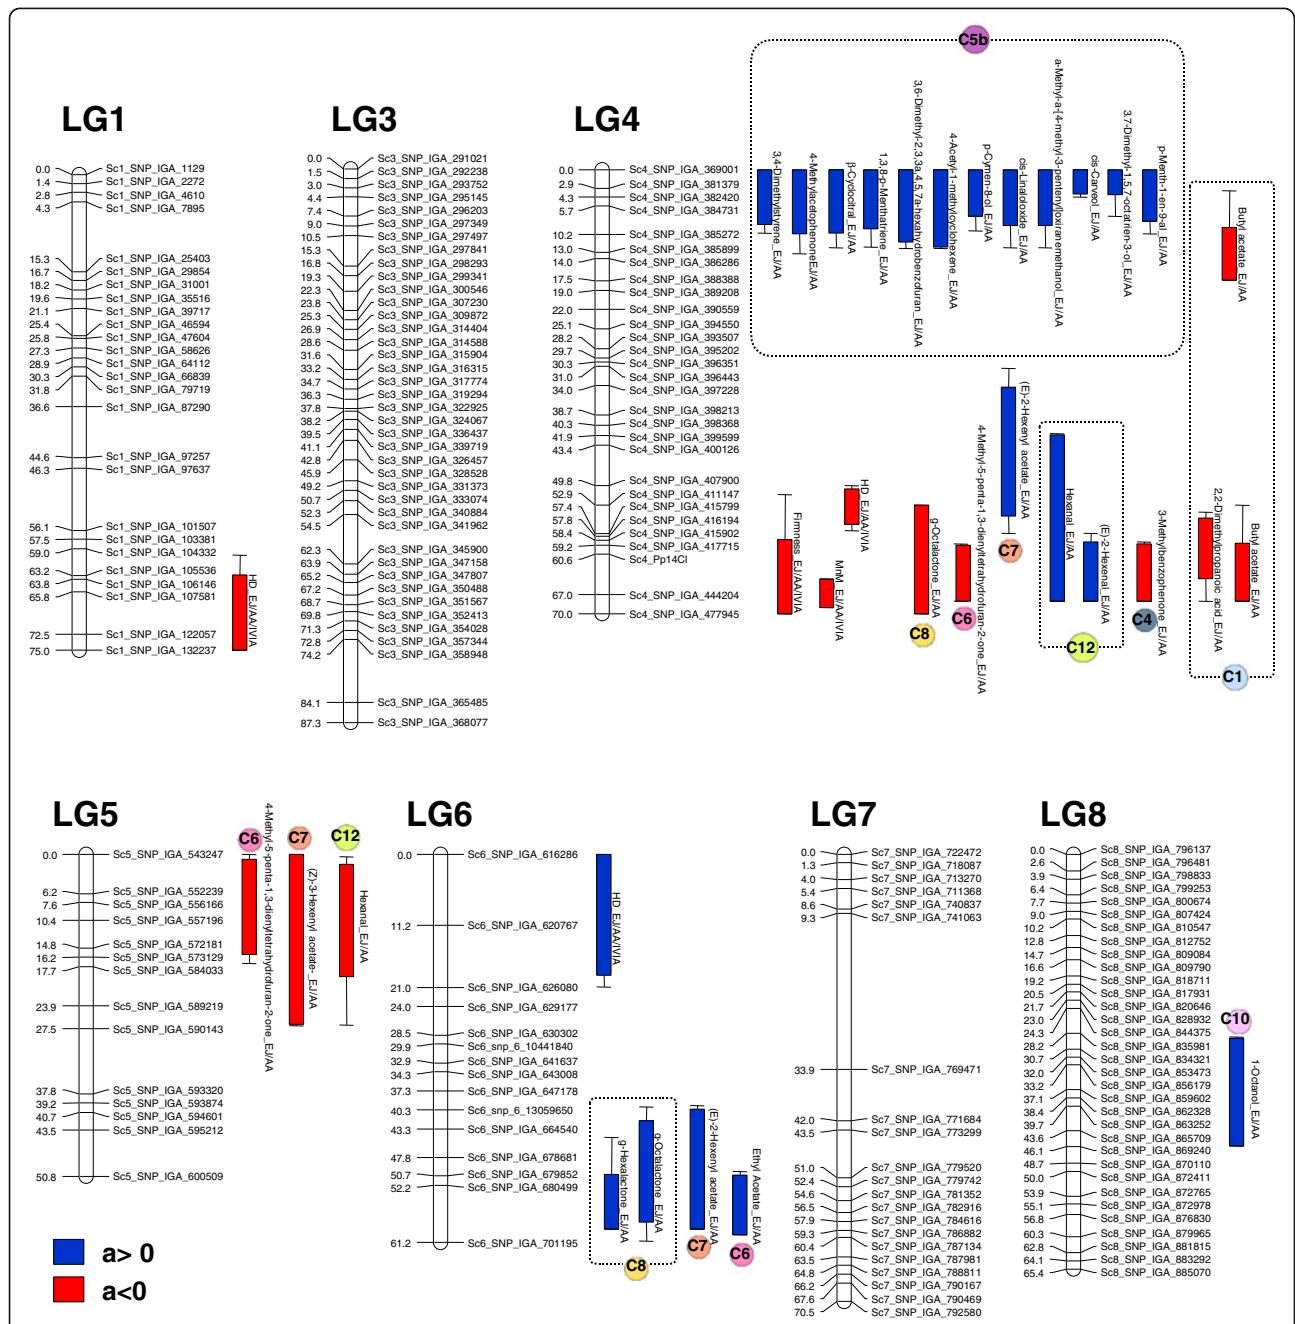 C5b
LG1
LG3
LG4
0.0 Sc1_SNP_IGA_1129
1.4 Sc1_SNP_IGA_2272
2.8 Sc1_SNP_IGA_4610
4.3 Sc1_SNP_IGA_7895
15.3 Sc1_SNP_IGA_25403
16.7 Sc1_SNP_IGA_29854
18.2 Sc1_SNP_IGA_31001
19.6 Sc1_SNP_IGA_35516
21.1 Sc1_SNP_IGA_39717
25.4 Sc1_SNP_IGA_46594
25.8 Sc1_SNP_IGA_47604
27.3 Sc1_SNP_IGA_58626
28.9 Sc1_SNP_IGA_64112
30.3 Sc1_SNP_IGA_66839
31.8 Sc1_SNP_IGA_79719
36.6 Sc1_SNP_IGA_87290
44.6 Sc1_SNP_IGA_97257
46.3 Sc1_SNP_IGA_97637
56.1 Sc1_SNP_IGA_101507
57.5 Sc1_SNP_IGA_103381
59.0 Sc1_SNP_IGA_104332
63.2 Sc1_SNP_IGA_105536
63.8 Sc1_SNP_IGA_106146
65.8 Sc1_SNP_IGA_107581
72.5 Sc1_SNP_IGA_122057
75.0 Sc1_SNP_IGA_132237
HD_EJ/AA/IVIA
0.0 Sc3_SNP_IGA_291021
1.5 Sc3_SNP_IGA_292238
3.0 Sc3_SNP_IGA_293752
4.4 Sc3_SNP_IGA_295145
7.4 Sc3_SNP_IGA_296203
9.0 Sc3_SNP_IGA_297349
10.5 Sc3_SNP_IGA_297497
15.3 Sc3_SNP_IGA_297841
16.8 Sc3_SNP_IGA_298293
19.3 Sc3_SNP_IGA_299341
22.3 Sc3_SNP_IGA_300546
23.8 Sc3_SNP_IGA_307230
25.3 Sc3_SNP_IGA_309872
26.9 Sc3_SNP_IGA_314404
28.6 Sc3_SNP_IGA_314588
31.6 Sc3_SNP_IGA_315904
33.2 Sc3_SNP_IGA_316315
34.7 Sc3_SNP_IGA_317774
36.3 Sc3_SNP_IGA_319294
37.8 Sc3_SNP_IGA_322925
38.2 Sc3_SNP_IGA_324067
39.5 Sc3_SNP_IGA_336437
41.1 Sc3_SNP_IGA_339719
42.8 Sc3_SNP_IGA_326457
45.9 Sc3_SNP_IGA_328528
49.2 Sc3_SNP_IGA_331373
50.7 Sc3_SNP_IGA_333074
52.3 Sc3_SNP_IGA_340884
54.5 Sc3_SNP_IGA_341962
62.3 Sc3_SNP_IGA_345900
63.9 Sc3_SNP_IGA_347158
65.2 Sc3_SNP_IGA_347807
67.2 Sc3_SNP_IGA_350488
68.7 Sc3_SNP_IGA_351567
69.8 Sc3_SNP_IGA_352413
71.3 Sc3_SNP_IGA_354028
72.8 Sc3_SNP_IGA_357344
74.2 Sc3_SNP_IGA_358948
84.1 Sc3_SNP_IGA_365485
87.3 Sc3_SNP_IGA_368077
0.0 Sc4_SNP_IGA_369001
2.9 Sc4_SNP_IGA_381379
4.3 Sc4_SNP_IGA_382420
5.7 Sc4_SNP_IGA_384731
10.2 Sc4_SNP_IGA_385272
13.0 Sc4_SNP_IGA_385899
14.0 Sc4_SNP_IGA_386286
17.5 Sc4_SNP_IGA_388388
19.0 Sc4_SNP_IGA_389208
22.0 Sc4_SNP_IGA_390559
25.1 Sc4_SNP_IGA_394550
28.2 Sc4_SNP_IGA_393507
29.7 Sc4_SNP_IGA_395202
30.3 Sc4_SNP_IGA_396351
31.0 Sc4_SNP_IGA_396443
34.0 Sc4_SNP_IGA_397228
38.7 Sc4_SNP_IGA_398213
40.3 Sc4_SNP_IGA_398368
41.9 Sc4_SNP_IGA_399599
43.4 Sc4_SNP_IGA_400126
49.8 Sc4_SNP_IGA_407900
52.9 Sc4_SNP_IGA_411147
57.4 Sc4_SNP_IGA_415799
57.8 Sc4_SNP_IGA_416194
58.4 Sc4_SNP_IGA_415902
59.2 Sc4_SNP_IGA_417715
60.6 Sc4_Pp14Cl
67.0 Sc4_SNP_IGA_444204
70.0 Sc4_SNP_IGA_477945
3,4-Dimethylstyrene_EJ/AA
4-MethylacetophenoneEJ/AA
β-Cyclocitral_EJ/AA
1,3,8-p-Menthatriene_EJ/AA
3,6-Dimethyl-2,3,3a,4,5,7a-hexahydrobenzofuran_EJ/AA
4-Acetyl-1-methylcyclohexene_EJ/AA
p-Cymen-8-ol_EJ/AA
cis-Linaloloxide_EJ/AA
a-Methyl-a-[4-methyl-3-pentenyl]oxiranemethanol_EJ/AA
cis-Carveol_EJ/AA
3,7-Dimethyl-1,5,7-octatrien-3-ol_EJ/AA
p-Menth-1-en-9-al_EJ/AA
Butyl acetate_EJ/AA
Firmness_EJ/AA/IVIA
MnM_EJ/AA/IVIA
HD_EJ/AA/IVIA
g-Octalactone_EJ/AA
C8
4-Methyl-5-penta-1,3-dienyltetrahydrofuran-2-one_EJ/AA
C6
(E)-2-Hexenyl acetate_EJ/AA
C7
Hexanal_EJ/AA
(E)-2-Hexenal_EJ/AA
C12
3-Methylbenzophenone_EJ/AA
C4
2,2-Dimethylpropanoic acid_EJ/AA
Butyl acetate_EJ/AA
C1
LG5
LG6
LG7
LG8
0.0 Sc5_SNP_IGA_543247
6.2 Sc5_SNP_IGA_552239
7.6 Sc5_SNP_IGA_556166
10.4 Sc5_SNP_IGA_557196
14.8 Sc5_SNP_IGA_572181
16.2 Sc5_SNP_IGA_573129
17.7 Sc5_SNP_IGA_584033
23.9 Sc5_SNP_IGA_589219
27.5 Sc5_SNP_IGA_590143
37.8 Sc5_SNP_IGA_593320
39.2 Sc5_SNP_IGA_593874
40.7 Sc5_SNP_IGA_594601
43.5 Sc5_SNP_IGA_595212
50.8 Sc5_SNP_IGA_600509
C6
4-Methyl-5-penta-1,3-dienyltetrahydrofuran-2-one_EJ/AA
C7
(Z)-3-Hexenyl acetate-_EJ/AA
C12
Hexanal_EJ/AA
0.0 Sc6_SNP_IGA_616286
11.2 Sc6_SNP_IGA_620767
21.0 Sc6_SNP_IGA_626080
24.0 Sc6_SNP_IGA_629177
28.5 Sc6_SNP_IGA_630302
29.9 Sc6_snp_6_10441840
32.9 Sc6_SNP_IGA_641637
34.3 Sc6_SNP_IGA_643008
37.3 Sc6_SNP_IGA_647178
40.3 Sc6_snp_6_13059650
43.3 Sc6_SNP_IGA_664540
47.8 Sc6_SNP_IGA_678681
50.7 Sc6_SNP_IGA_679852
52.2 Sc6_SNP_IGA_680499
61.2 Sc6_SNP_IGA_701195
HD_EJ/AA/IVIA
g-Hexalactone_EJ/AA
g-Octalactone_EJ/AA
C8
(E)-2-Hexenyl acetate_EJ/AA
C7
Ethyl Acetate_EJ/AA
C6
0.0 Sc7_SNP_IGA_722472
1.3 Sc7_SNP_IGA_718087
4.0 Sc7_SNP_IGA_713270
5.4 Sc7_SNP_IGA_711368
8.6 Sc7_SNP_IGA_740837
9.3 Sc7_SNP_IGA_741063
33.9 Sc7_SNP_IGA_769471
42.0 Sc7_SNP_IGA_771684
43.5 Sc7_SNP_IGA_773299
51.0 Sc7_SNP_IGA_779520
52.4 Sc7_SNP_IGA_779742
54.6 Sc7_SNP_IGA_781352
56.5 Sc7_SNP_IGA_782916
57.9 Sc7_SNP_IGA_784616
59.3 Sc7_SNP_IGA_786882
60.4 Sc7_SNP_IGA_787134
63.5 Sc7_SNP_IGA_787981
64.8 Sc7_SNP_IGA_788811
66.2 Sc7_SNP_IGA_790167
67.6 Sc7_SNP_IGA_790469
70.5 Sc7_SNP_IGA_792580
0.0 Sc8_SNP_IGA_796137
2.6 Sc8_SNP_IGA_796481
3.9 Sc8_SNP_IGA_798833
6.4 Sc8_SNP_IGA_799253
7.7 Sc8_SNP_IGA_800674
9.0 Sc8_SNP_IGA_807424
10.2 Sc8_SNP_IGA_810547
12.8 Sc8_SNP_IGA_812752
14.7 Sc8_SNP_IGA_809084
16.6 Sc8_SNP_IGA_809790
19.2 Sc8_SNP_IGA_818711
20.5 Sc8_SNP_IGA_817931
21.7 Sc8_SNP_IGA_820646
23.0 Sc8_SNP_IGA_828932
24.3 Sc8_SNP_IGA_844375
28.2 Sc8_SNP_IGA_835981
30.7 Sc8_SNP_IGA_834321
32.0 Sc8_SNP_IGA_853473
33.2 Sc8_SNP_IGA_856179
37.1 Sc8_SNP_IGA_859602
38.4 Sc8_SNP_IGA_862328
39.7 Sc8_SNP_IGA_863252
43.6 Sc8_SNP_IGA_865709
46.1 Sc8_SNP_IGA_869240
48.7 Sc8_SNP_IGA_870110
50.0 Sc8_SNP_IGA_872411
53.9 Sc8_SNP_IGA_872765
55.1 Sc8_SNP_IGA_872978
56.8 Sc8_SNP_IGA_876830
60.3 Sc8_SNP_IGA_879965
62.8 Sc8_SNP_IGA_881815
64.1 Sc8_SNP_IGA_883292
65.4 Sc8_SNP_IGA_885070
C10
1-Octanol_EJ/AA
a> 0
a<0